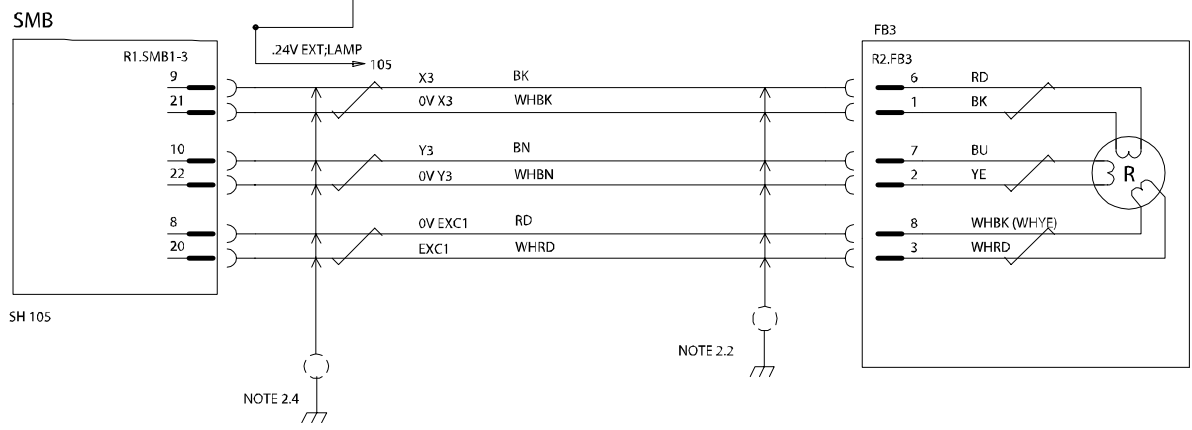 SMB
FB3
.24V EXT;LAMP
105
R1.SMB1-3
R2.FB3
9 X3 BK 6 RD
21 0V X3 WHBK 1 BK
10 Y3 BN 7 BU
22 0V Y3 WHBN 2 YE
R
8 0V EXC1 RD 8 WHBK (WHYE)
20 EXC1 WHRD 3 WHRD
SH 105
NOTE 2.2
NOTE 2.4